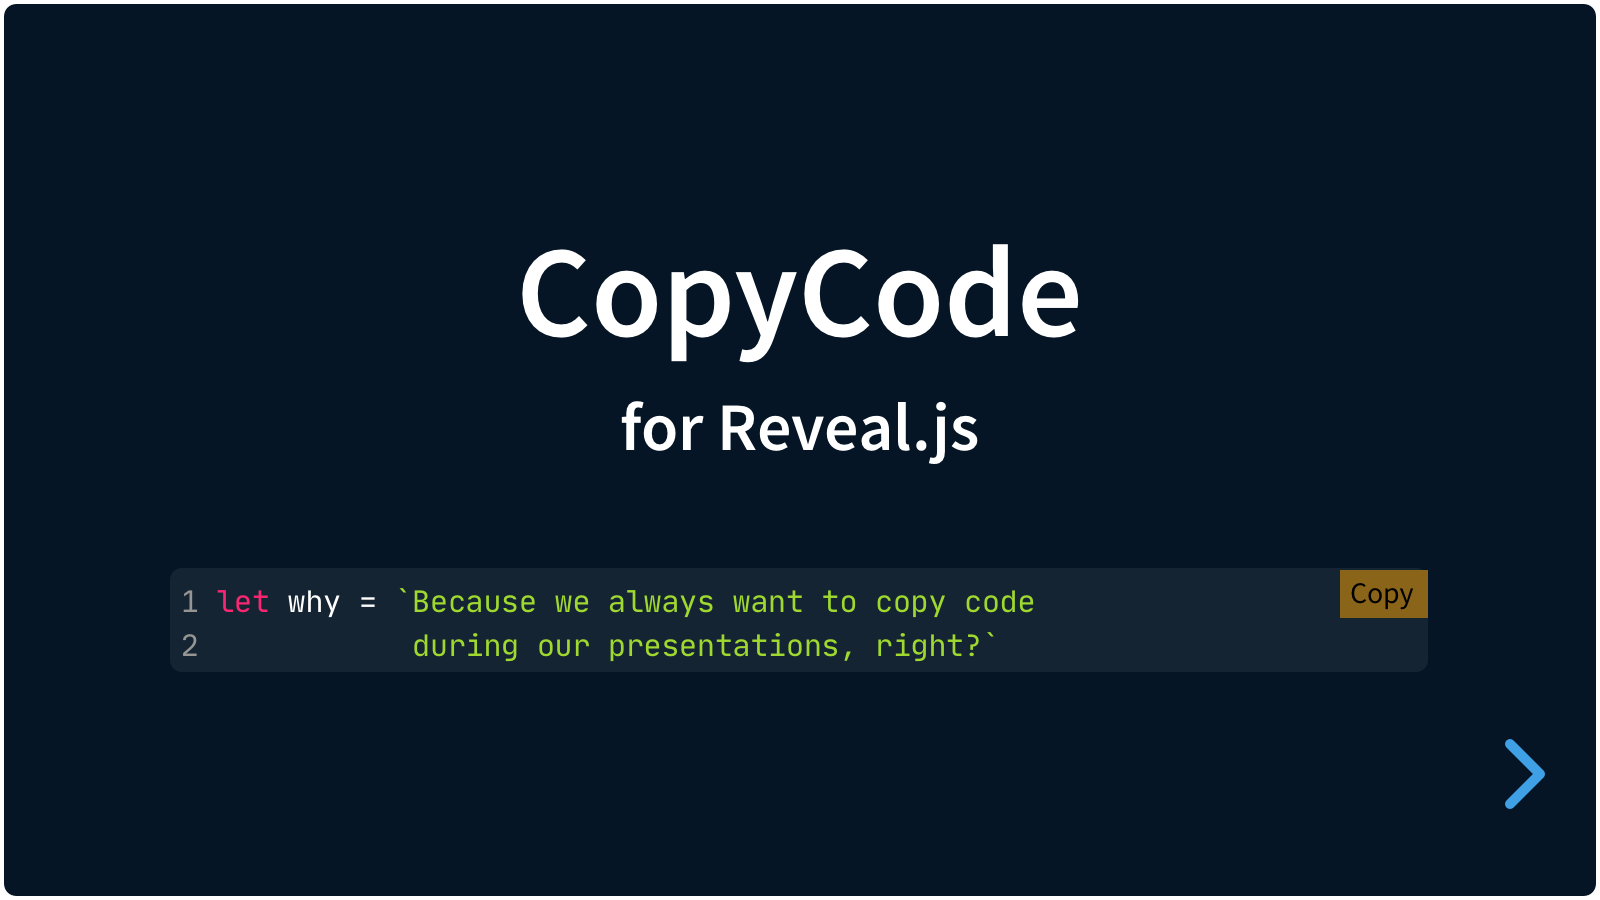 CopyCode
for Reveal.js
1 let why = `Because we always want to copy code
Copy
2 during our presentations, right?`